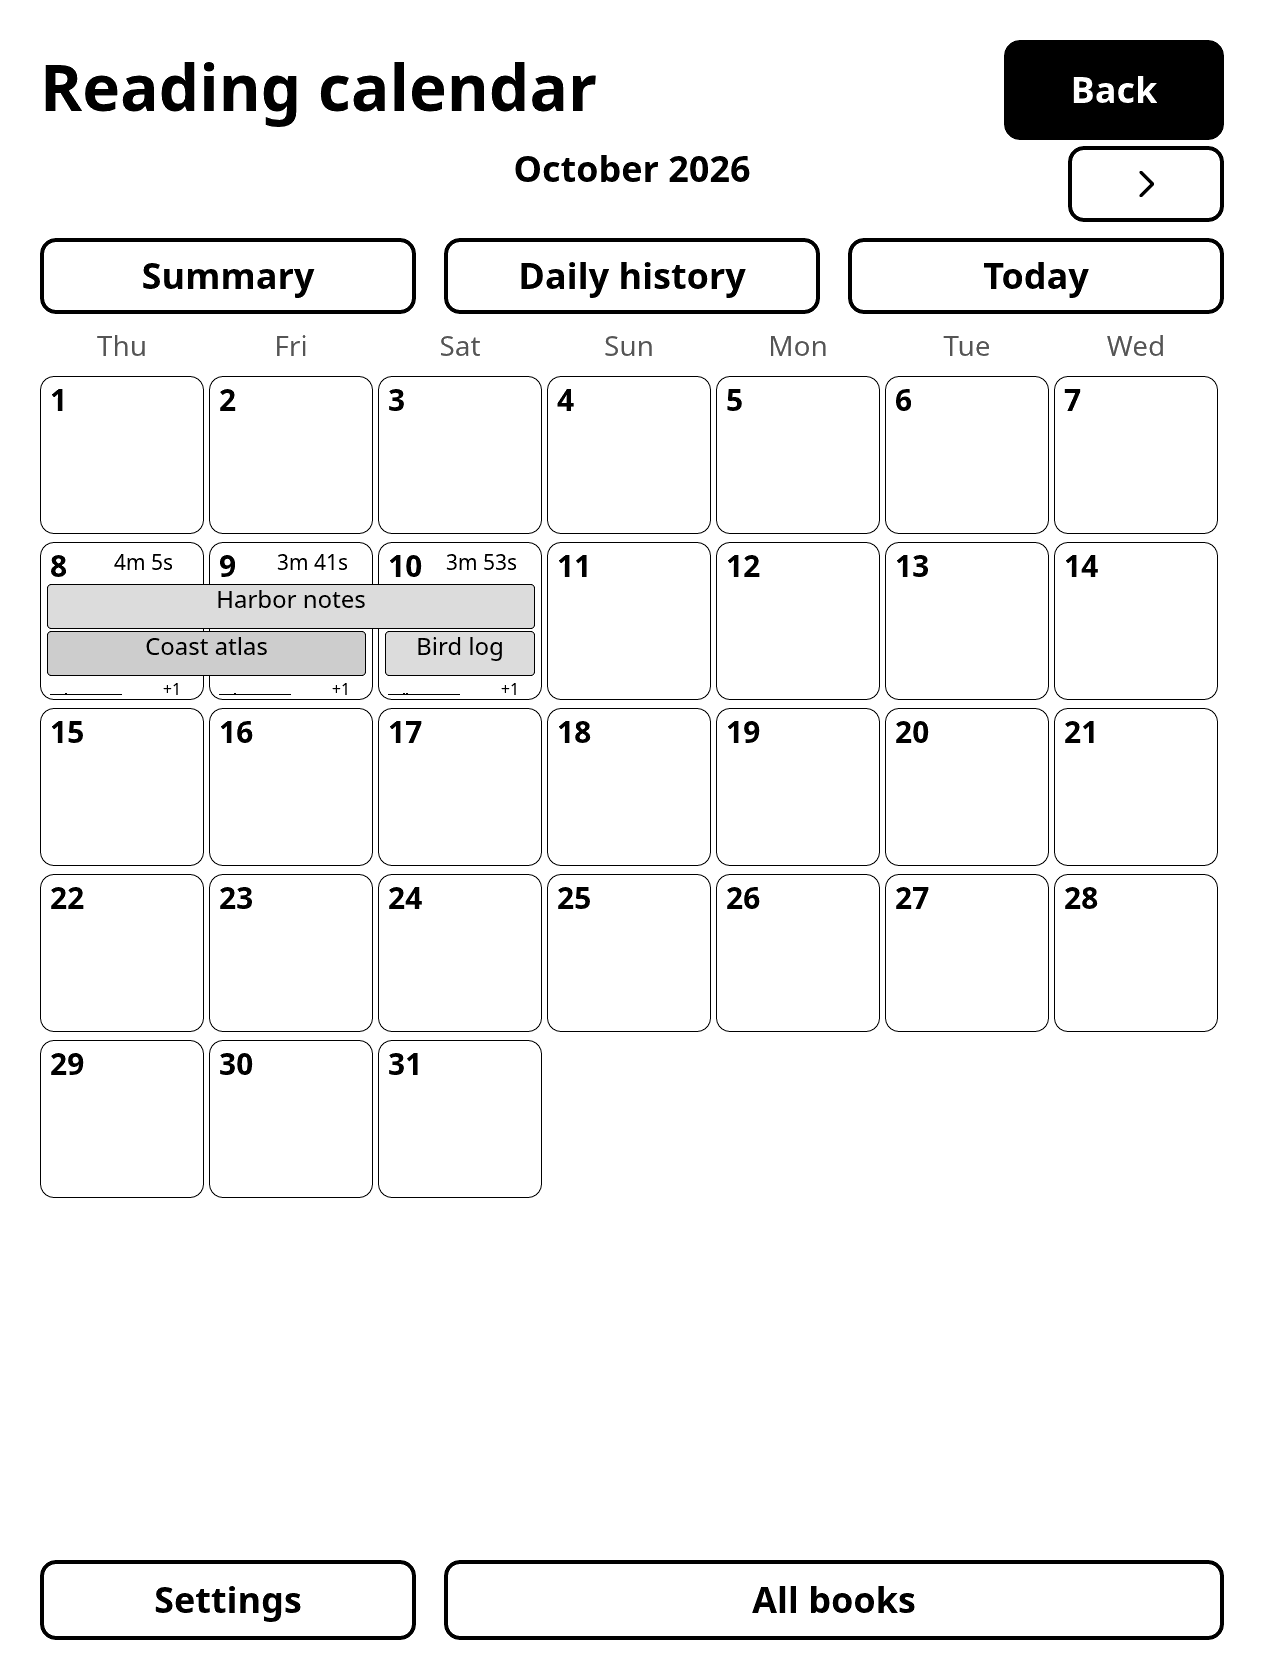 Reading calendar
Back
October 2026
Summary
Daily history
Today
Thu Fri Sat Sun Mon Tue Wed
1 2 3 4 5 6 7
8 4m 5s 9 3m 41s 10 3m 53s 11 12 13 14
Harbor notes
Coast atlas Bird log
+1 +1 +1
15 16 17 18 19 20 21
22 23 24 25 26 27 28
29 30 31
Settings
All books